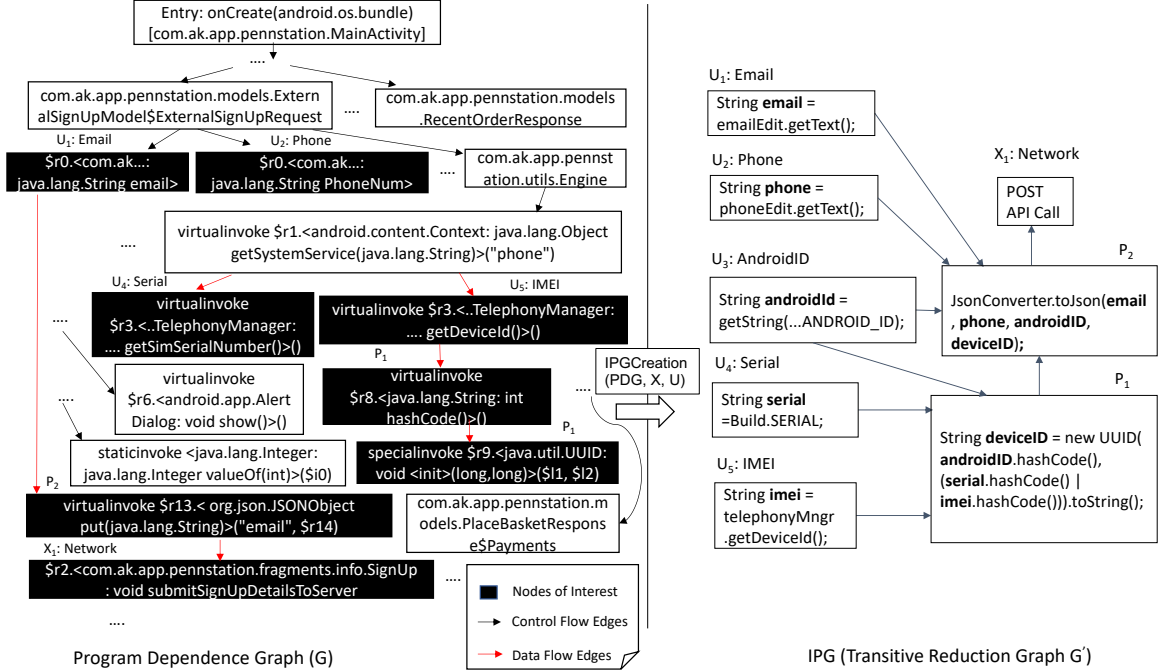 Entry: onCreate(android.os.bundle)
[com.ak.app.pennstation.MainActivity]
....
com.ak.app.pennstation.models.Extern
alSignUpModel$ExternalSignUpRequest
....
com.ak.app.pennstation.models
.RecentOrderResponse
U1: Email
U2: Phone
$r0.<com.ak...:
java.lang.String email>
$r0.<com.ak...:
java.lang.String PhoneNum>
....
com.ak.app.pennst
ation.utils.Engine
....
virtualinvoke $r1.<android.content.Context: java.lang.Object
getSystemService(java.lang.String)>("phone")
U4: Serial
U5: IMEI
virtualinvoke
$r3.<..TelephonyManager:
.... getSimSerialNumber()>()
virtualinvoke $r3.<..TelephonyManager:
.... getDeviceId()>()
....
P1
virtualinvoke
$r6.<android.app.Alert
Dialog: void show()>()
virtualinvoke
$r8.<java.lang.String: int
hashCode()>()
....
....
P1
staticinvoke <java.lang.Integer:
java.lang.Integer valueOf(int)>($i0)
specialinvoke $r9.<java.util.UUID:
void <init>(long,long)>($l1, $l2)
P2
virtualinvoke $r13.< org.json.JSONObject
put(java.lang.String)>("email", $r14)
com.ak.app.pennstation.m
odels.PlaceBasketRespons
e$Payments
X1: Network
$r2.<com.ak.app.pennstation.fragments.info.SignUp
: void submitSignUpDetailsToServer
....
....
Nodes of Interest
Control Flow Edges
Data Flow Edges
Program Dependence Graph (G)
IPGCreation
(PDG, X, U)
U1: Email
String email =
emailEdit.getText();
U2: Phone
String phone =
phoneEdit.getText();
X1: Network
POST
API Call
U3: AndroidID
String androidId =
getString(...ANDROID_ID);
P2
JsonConverter.toJson(email
, phone, androidID,
deviceID);
U4: Serial
String serial
=Build.SERIAL;
P1
String deviceID = new UUID(
androidID.hashCode(),
(serial.hashCode() |
imei.hashCode())).toString();
U5: IMEI
String imei =
telephonyMngr
.getDeviceId();
IPG (Transitive Reduction Graph G′)